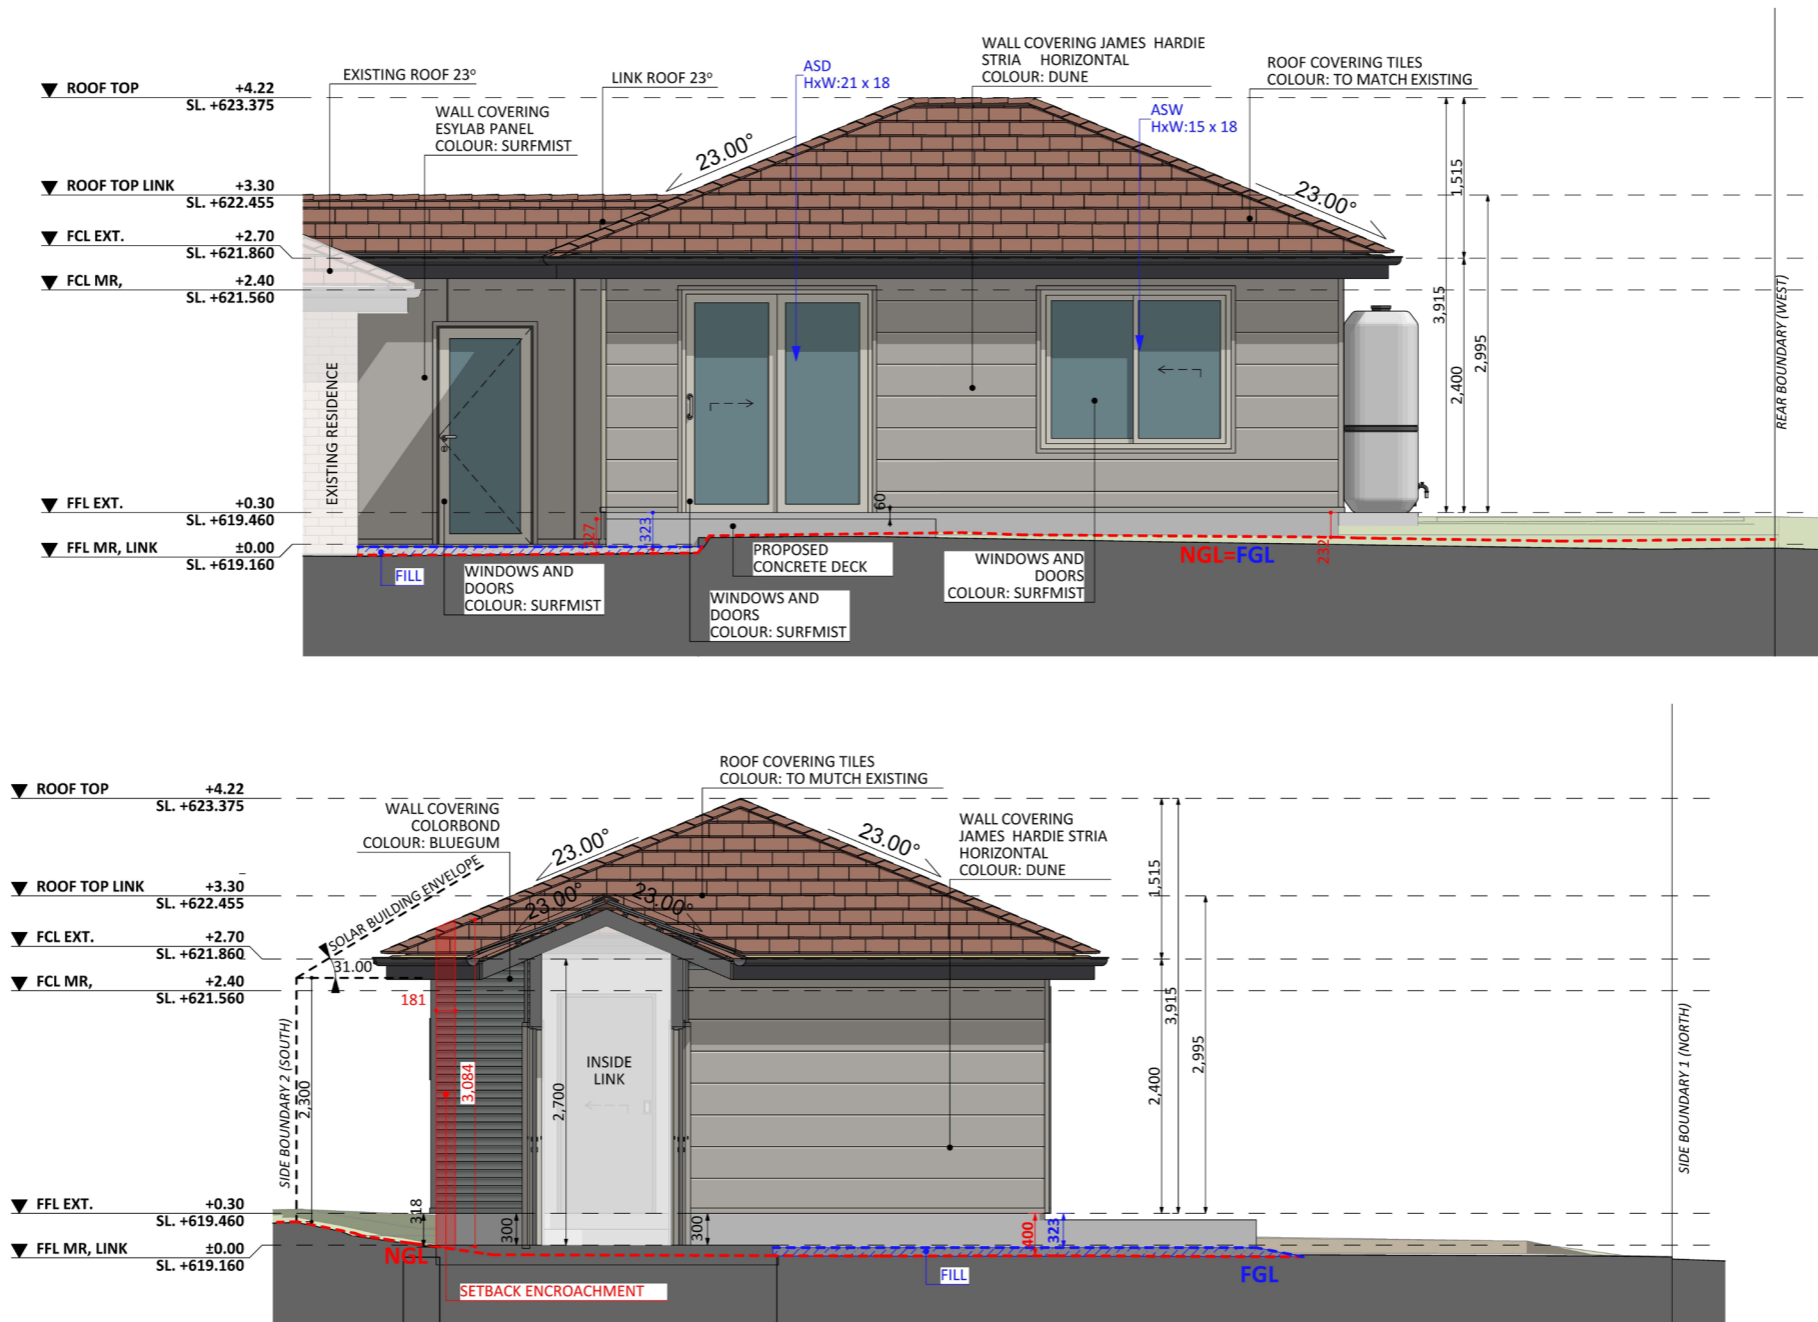 WALL COVERING JAMES HARDIE
STRIA HORIZONTAL
COLOUR: DUNE
ROOF COVERING TILES
COLOUR: TO MATCH EXISTING
EXISTING ROOF 23º
LINK ROOF 23º
ASD
HxW:21 x 18
ASW
HxW:15 x 18
WALL COVERING
ESYLAB PANEL
COLOUR: SURFMIST
ROOF TOP +4.22
SL. +623.375
ROOF TOP LINK +3.30
SL. +622.455
FCL EXT. +2.70
SL. +621.860
FCL MR, +2.40
SL. +621.560
FFL EXT. +0.30
SL. +619.460
FFL MR, LINK ±0.00
SL. +619.160
23.00°
23.00°
1,515
3,915
2,995
2,400
REAR BOUNDARY (WEST)
EXISTING RESIDENCE
60
327
323
232
FILL
WINDOWS AND
DOORS
COLOUR: SURFMIST
PROPOSED
CONCRETE DECK
WINDOWS AND
DOORS
COLOUR: SURFMIST
WINDOWS AND
DOORS
COLOUR: SURFMIST
NGL=FGL
ROOF COVERING TILES
COLOUR: TO MUTCH EXISTING
WALL COVERING
COLORBOND
COLOUR: BLUEGUM
WALL COVERING
JAMES HARDIE STRIA
HORIZONTAL
COLOUR: DUNE
ROOF TOP +4.22
SL. +623.375
ROOF TOP LINK +3.30
SL. +622.455
FCL EXT. +2.70
SL. +621.860
FCL MR, +2.40
SL. +621.560
FFL EXT. +0.30
SL. +619.460
FFL MR, LINK ±0.00
SL. +619.160
SOLAR BUILDING ENVELOPE
31.00
23.00°
23.00°
23.00°
23.00°
181
3,084
2,300
2,700
INSIDE
LINK
1,515
3,915
2,995
2,400
SIDE BOUNDARY 2 (SOUTH)
SIDE BOUNDARY 1 (NORTH)
318
300
300
400
323
NGL
FILL
FGL
SETBACK ENCROACHMENT